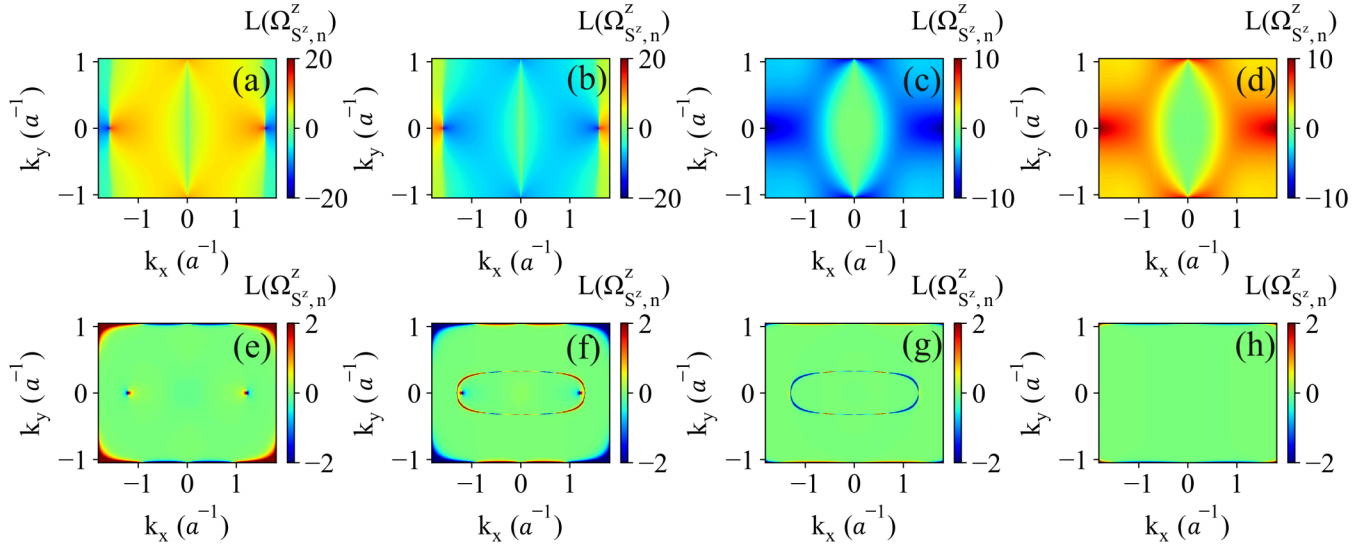 L(Ω^z_{S^z,n}) L(Ω^z_{S^z,n}) L(Ω^z_{S^z,n}) L(Ω^z_{S^z,n})
(a) (b) (c) (d)
1 20 1 20 1 10 1 10
k_y (a^{-1}) 0 0 k_y (a^{-1}) 0 0 k_y (a^{-1}) 0 0 k_y (a^{-1}) 0 0
−1 −20 −1 −20 −1 −10 −1 −10
−1 0 1 −1 0 1 −1 0 1 −1 0 1
k_x (a^{-1}) k_x (a^{-1}) k_x (a^{-1}) k_x (a^{-1})
L(Ω^z_{S^z,n}) L(Ω^z_{S^z,n}) L(Ω^z_{S^z,n}) L(Ω^z_{S^z,n})
(e) (f) (g) (h)
1 2 1 2 1 2 1 2
k_y (a^{-1}) 0 0 k_y (a^{-1}) 0 0 k_y (a^{-1}) 0 0 k_y (a^{-1}) 0 0
−1 −2 −1 −2 −1 −2 −1 −2
−1 0 1 −1 0 1 −1 0 1 −1 0 1
k_x (a^{-1}) k_x (a^{-1}) k_x (a^{-1}) k_x (a^{-1})